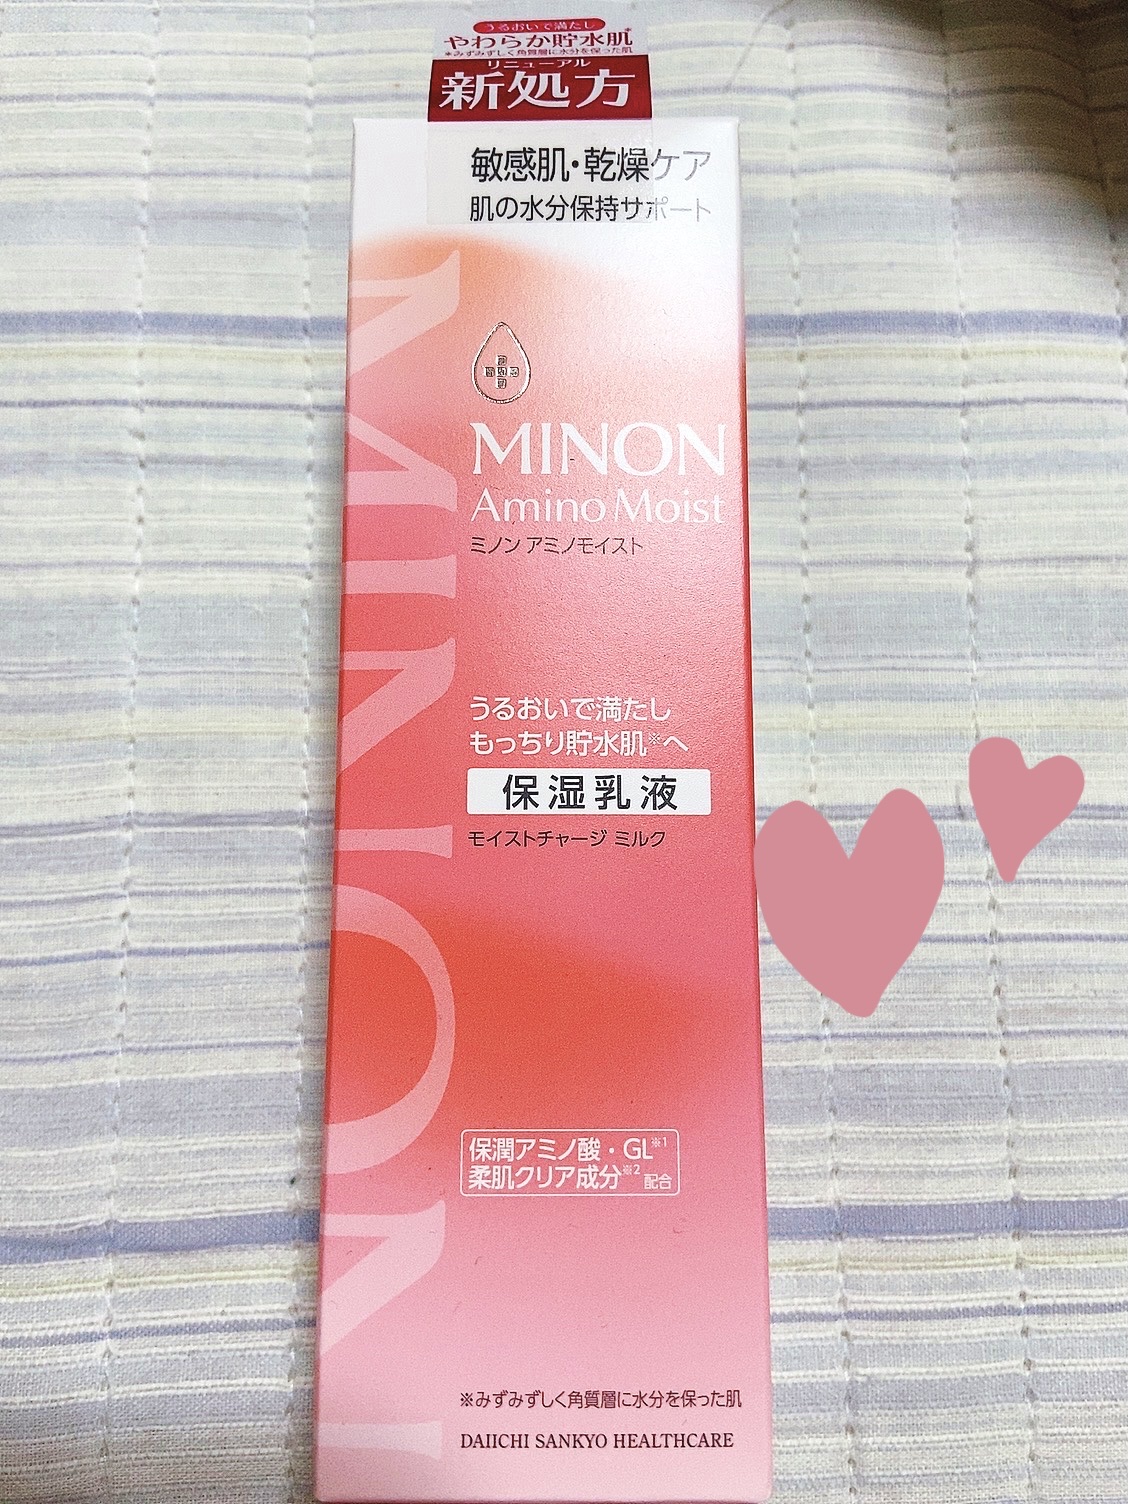 うるおいで満たし
やわらか貯水肌*
*みずみずしく角質層に水分を保った肌
リニューアル
新処方
敏感肌・乾燥ケア
肌の水分保持サポート
MINON
MINON
Amino Moist
ミノン アミノモイスト
うるおいで満たし
もっちり貯水肌※へ
保湿乳液
モイストチャージ ミルク
保潤アミノ酸・GL※1
柔肌クリア成分※2 配合
※みずみずしく角質層に水分を保った肌
DAIICHI SANKYO HEALTHCARE